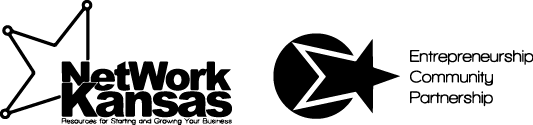 NetWork
Kansas
Resources for Starting and Growing Your Business
Entrepreneurship
Community
Partnership